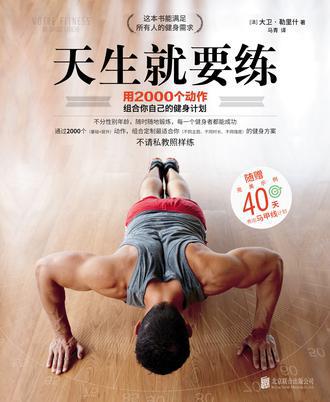 VOTRE FITNESS
这本书能满足
所有人的健身需求
[法] 大卫·勒里什 著
马青 译
天生就要练
用2000个动作
组合你自己的健身计划
不分性别年龄，随时随地锻炼，每一个健身者都能成功
通过2000个（基础+提升）动作，组合定制最适合你（不同主题、不同时长、不同强度）的健身方案
不请私教照样练
随赠
40天
马甲线计划
北京联合出版公司